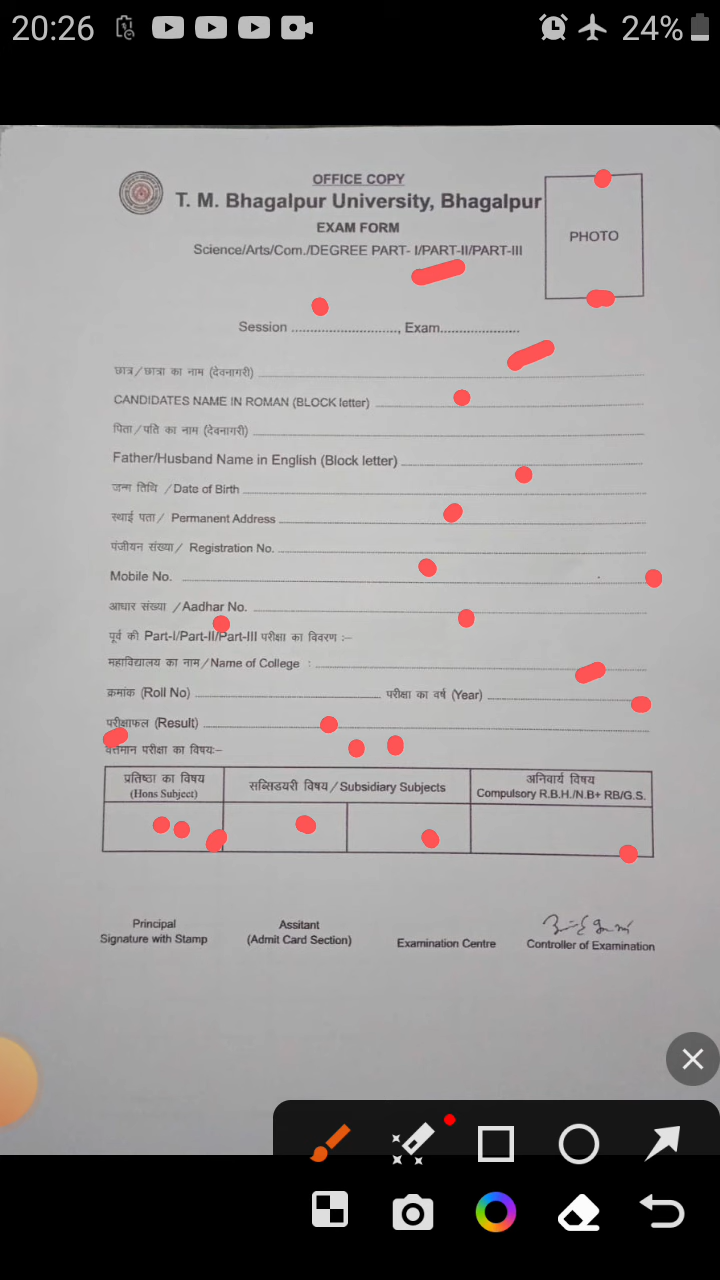 20:26 24%
OFFICE COPY
T. M. Bhagalpur University, Bhagalpur
EXAM FORM
Science/Arts/Com./DEGREE PART- I/PART-II/PART-III
PHOTO
Session ............................, Exam.....................
छात्र/छात्रा का नाम (देवनागरी)
CANDIDATES NAME IN ROMAN (BLOCK letter)
पिता/पति का नाम (देवनागरी)
Father/Husband Name in English (Block letter)
जन्म तिथि /Date of Birth
स्थाई पता/ Permanent Address
पंजीयन संख्या/ Registration No.
Mobile No.
आधार संख्या /Aadhar No.
पूर्व की Part-I/Part-II/Part-III परीक्षा का विवरण :–
महाविद्यालय का नाम/Name of College :
क्रमांक (Roll No) परीक्षा का वर्ष (Year)
परीक्षाफल (Result)
वर्त्तमान परीक्षा का विषयः–
प्रतिष्ठा का विषय
(Hons Subject)
सब्सिडयरी विषय/Subsidiary Subjects
अनिवार्य विषय
Compulsory R.B.H./N.B+ RB/G.S.
Principal
Signature with Stamp
Assitant
(Admit Card Section)
Examination Centre
Controller of Examination